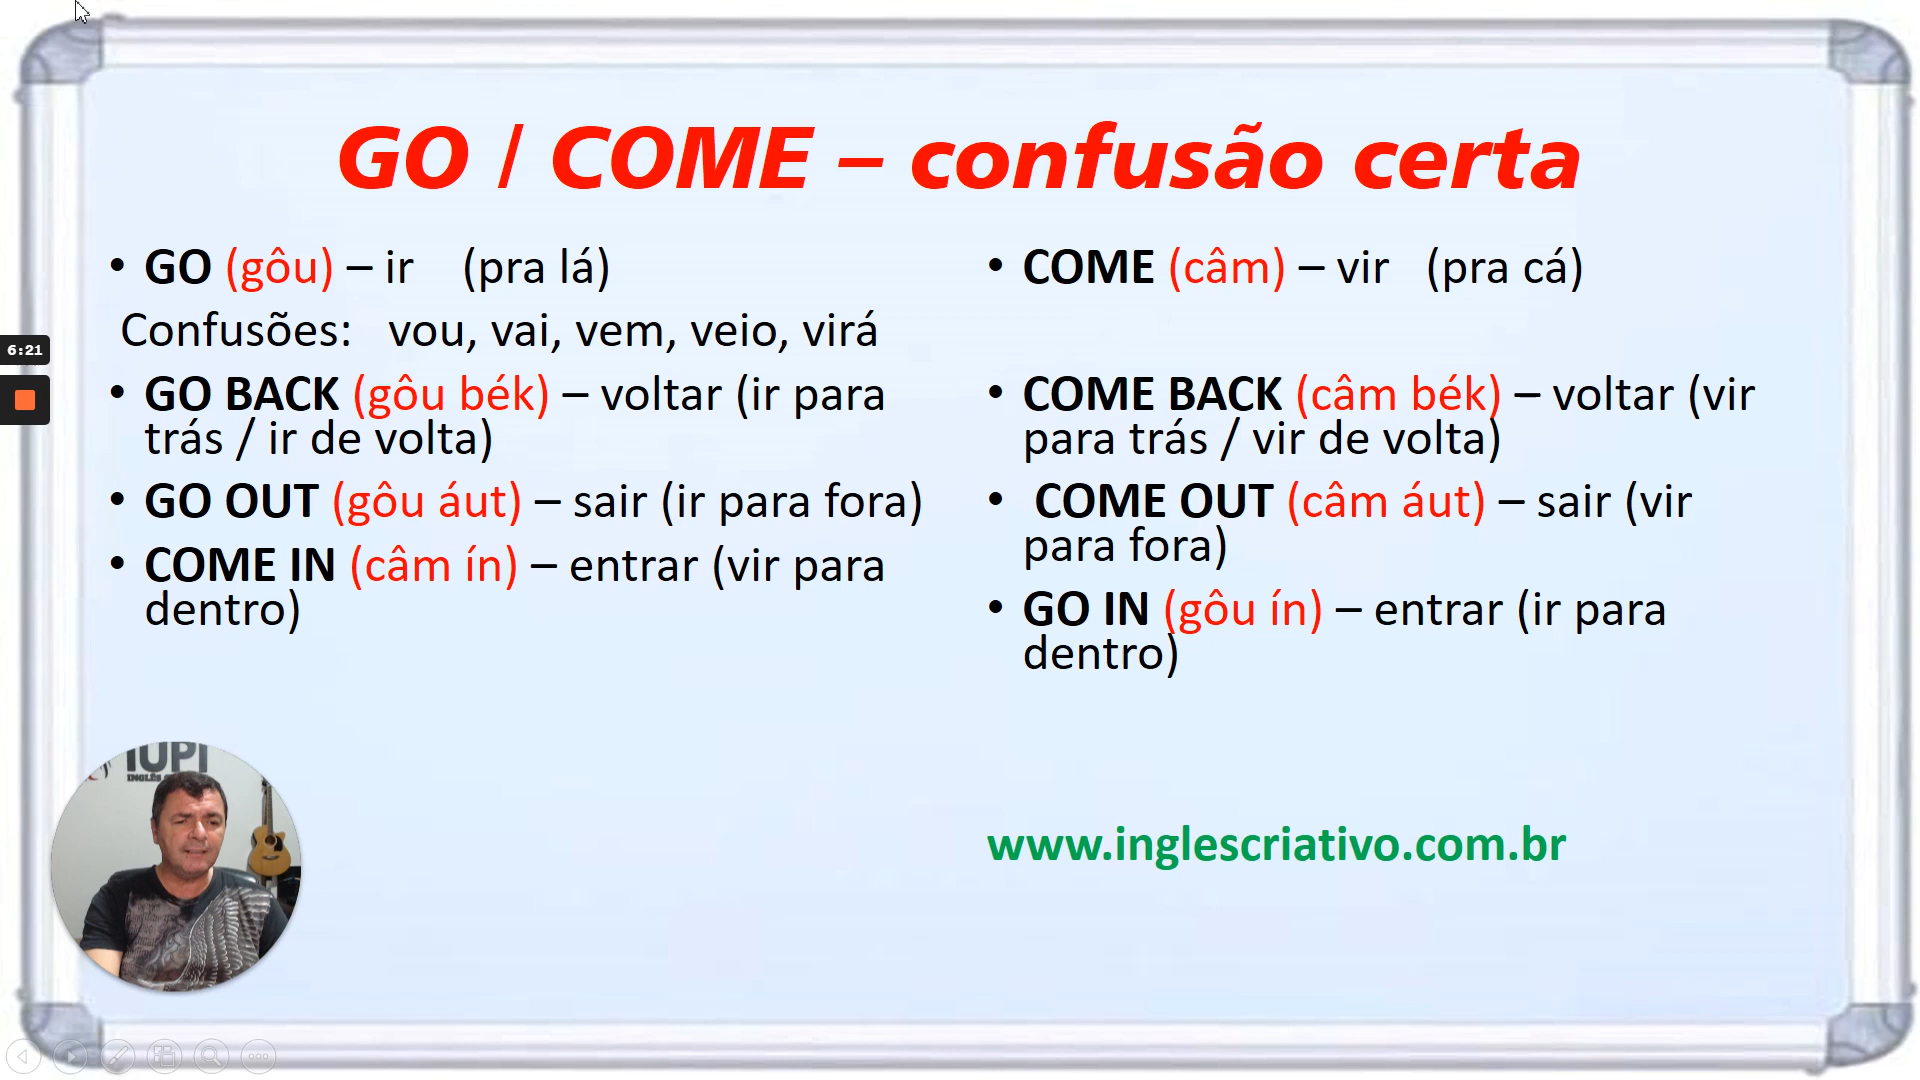 GO / COME – confusão certa
• GO (gôu) – ir (pra lá)
Confusões: vou, vai, vem, veio, virá
• GO BACK (gôu bék) – voltar (ir para
trás / ir de volta)
• GO OUT (gôu áut) – sair (ir para fora)
• COME IN (câm ín) – entrar (vir para
dentro)
• COME (câm) – vir (pra cá)
• COME BACK (câm bék) – voltar (vir
para trás / vir de volta)
• COME OUT (câm áut) – sair (vir
para fora)
• GO IN (gôu ín) – entrar (ir para
dentro)
www.inglescriativo.com.br
6:21
IUPI